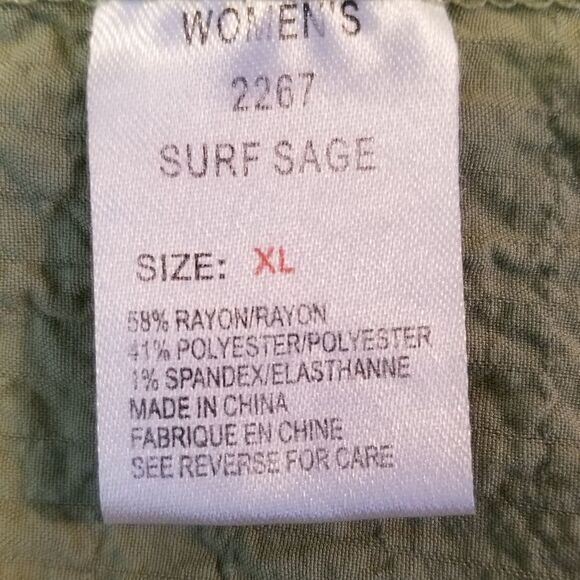 WOMEN'S
2267
SURF SAGE
SIZE: XL
58% RAYON/RAYON
41% POLYESTER/POLYESTER
1% SPANDEX/ELASTHANNE
MADE IN CHINA
FABRIQUE EN CHINE
SEE REVERSE FOR CARE